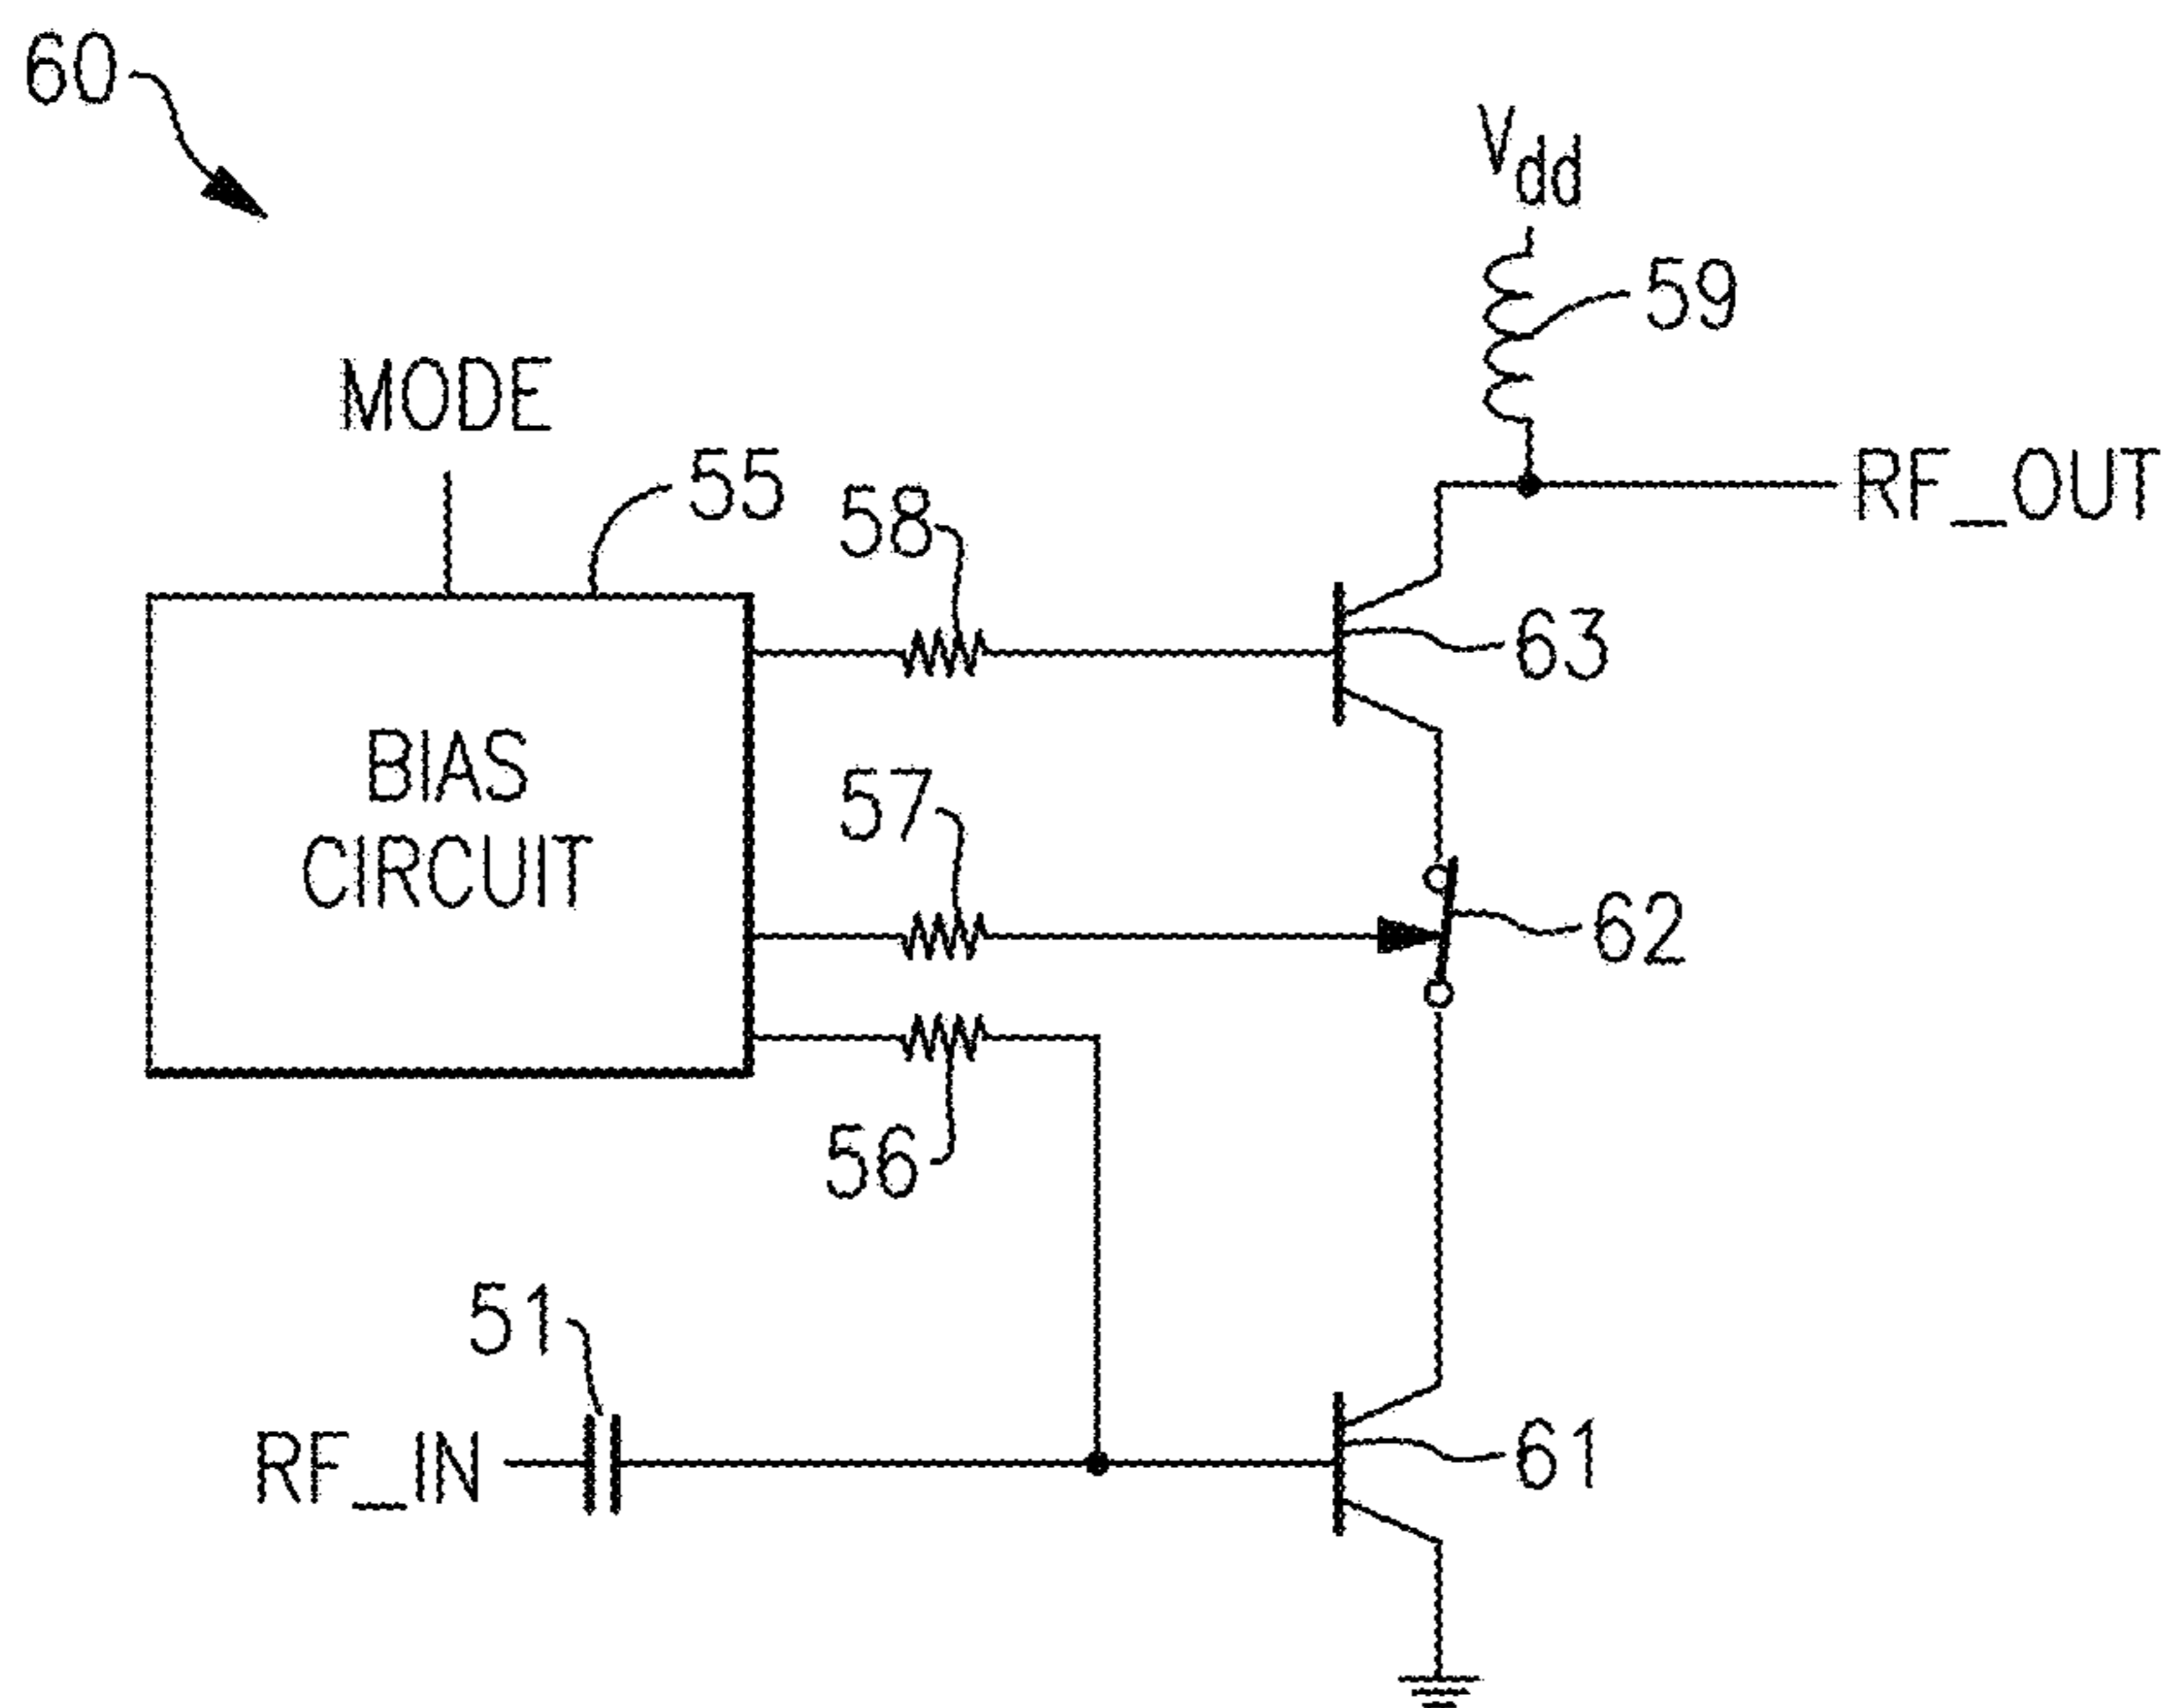 60
Vdd
59
MODE
55
58
RF_OUT
63
BIAS
CIRCUIT
57
62
56
51
RF_IN
61